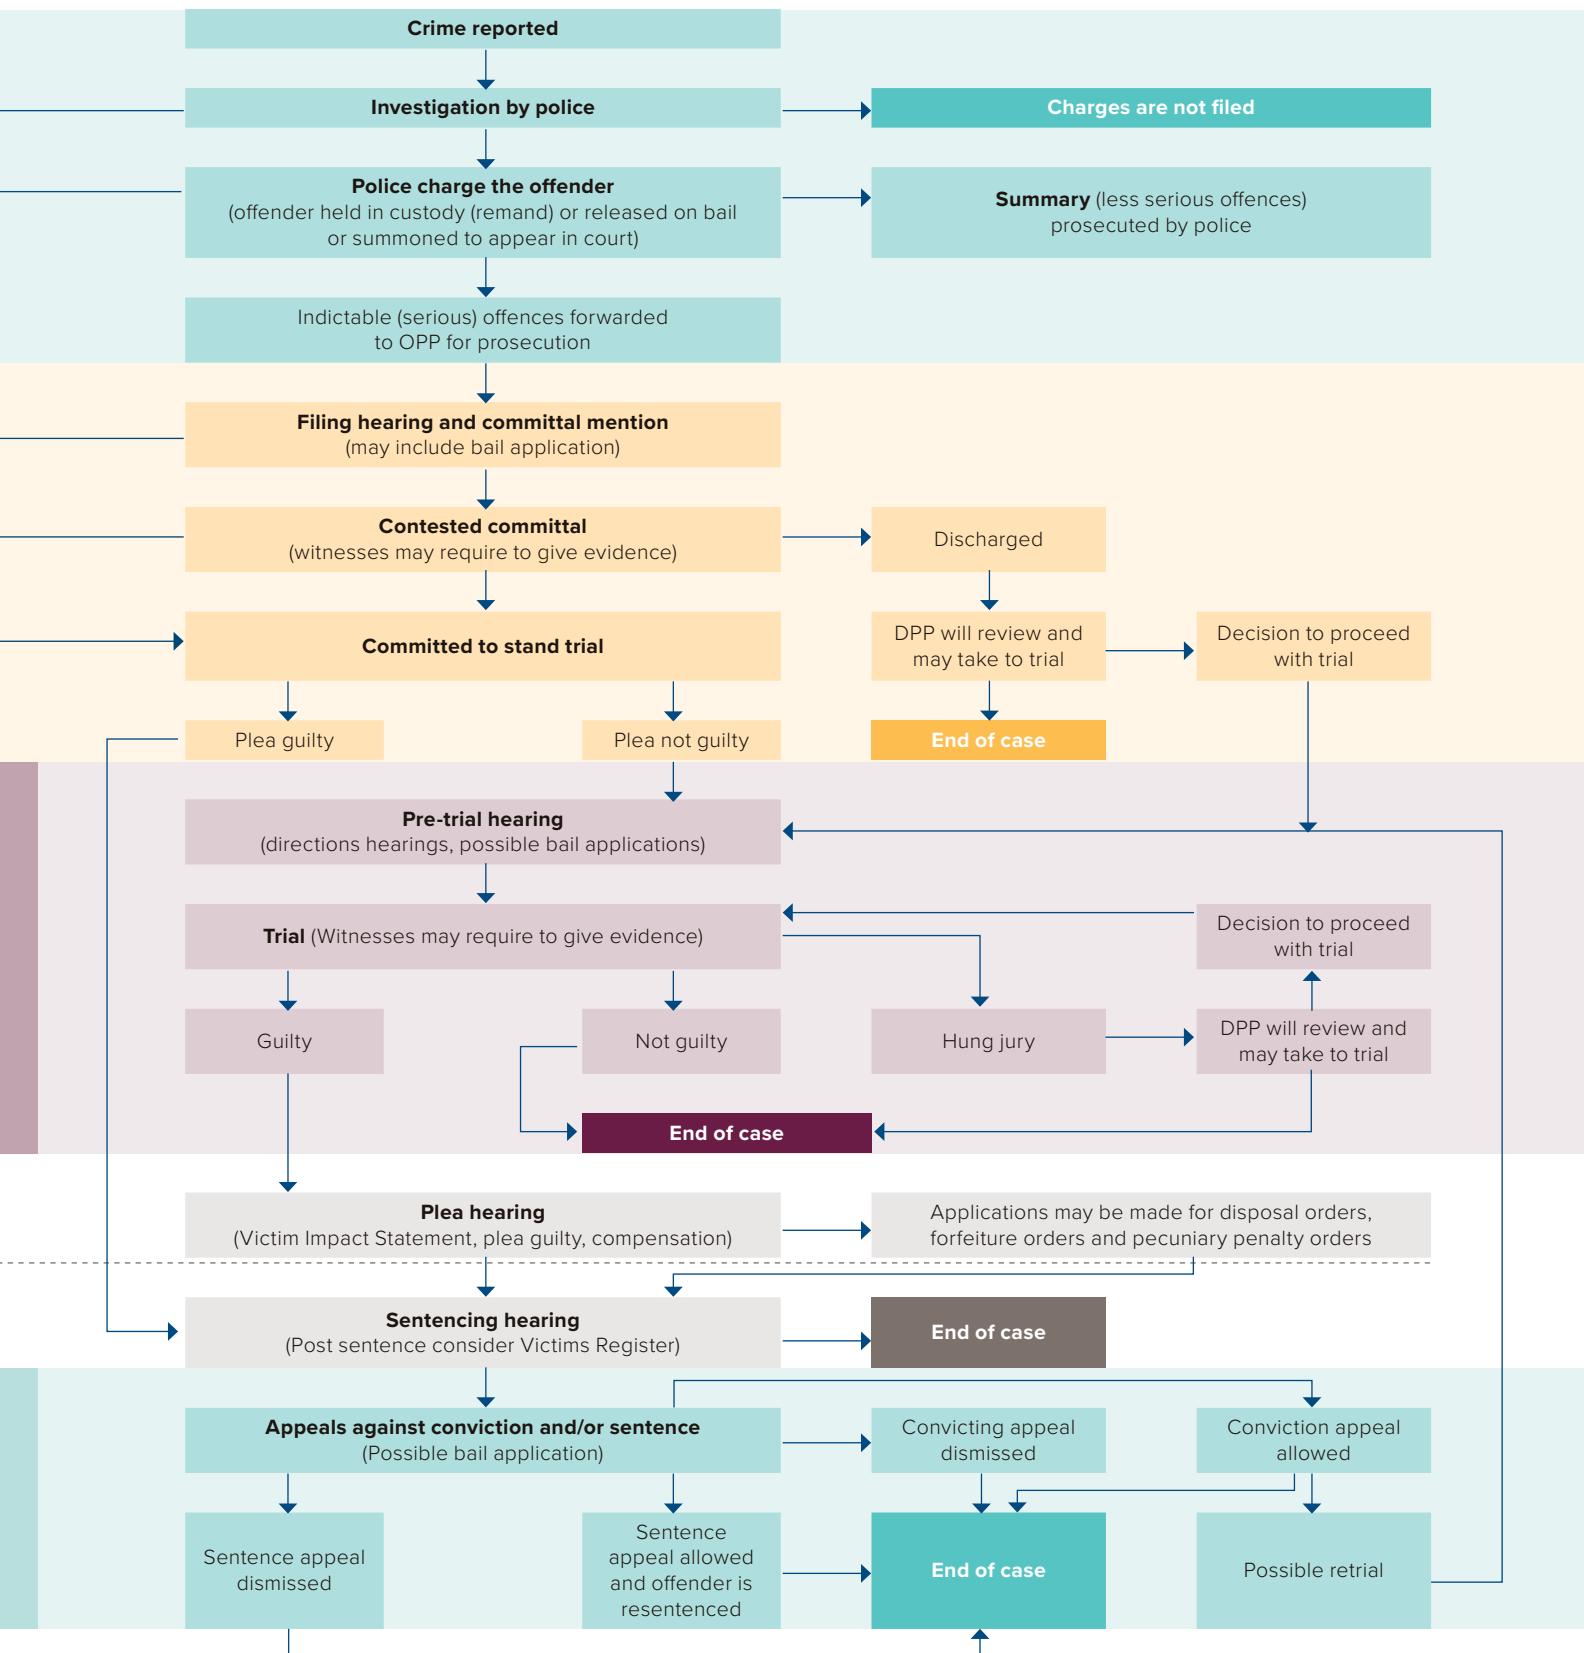 Crime reported
Investigation by police
Charges are not filed
Police charge the offender
(offender held in custody (remand) or released on bail
or summoned to appear in court)
Summary (less serious offences)
prosecuted by police
Indictable (serious) offences forwarded
to OPP for prosecution
Filing hearing and committal mention
(may include bail application)
Contested committal
(witnesses may require to give evidence)
Discharged
Committed to stand trial
DPP will review and
may take to trial
Decision to proceed
with trial
Plea guilty
Plea not guilty
End of case
Pre-trial hearing
(directions hearings, possible bail applications)
Trial (Witnesses may require to give evidence)
Decision to proceed
with trial
Guilty
Not guilty
Hung jury
DPP will review and
may take to trial
End of case
Plea hearing
(Victim Impact Statement, plea guilty, compensation)
Applications may be made for disposal orders,
forfeiture orders and pecuniary penalty orders
Sentencing hearing
(Post sentence consider Victims Register)
End of case
Appeals against conviction and/or sentence
(Possible bail application)
Convicting appeal
dismissed
Conviction appeal
allowed
Sentence appeal
dismissed
Sentence
appeal allowed
and offender is
resentenced
End of case
Possible retrial